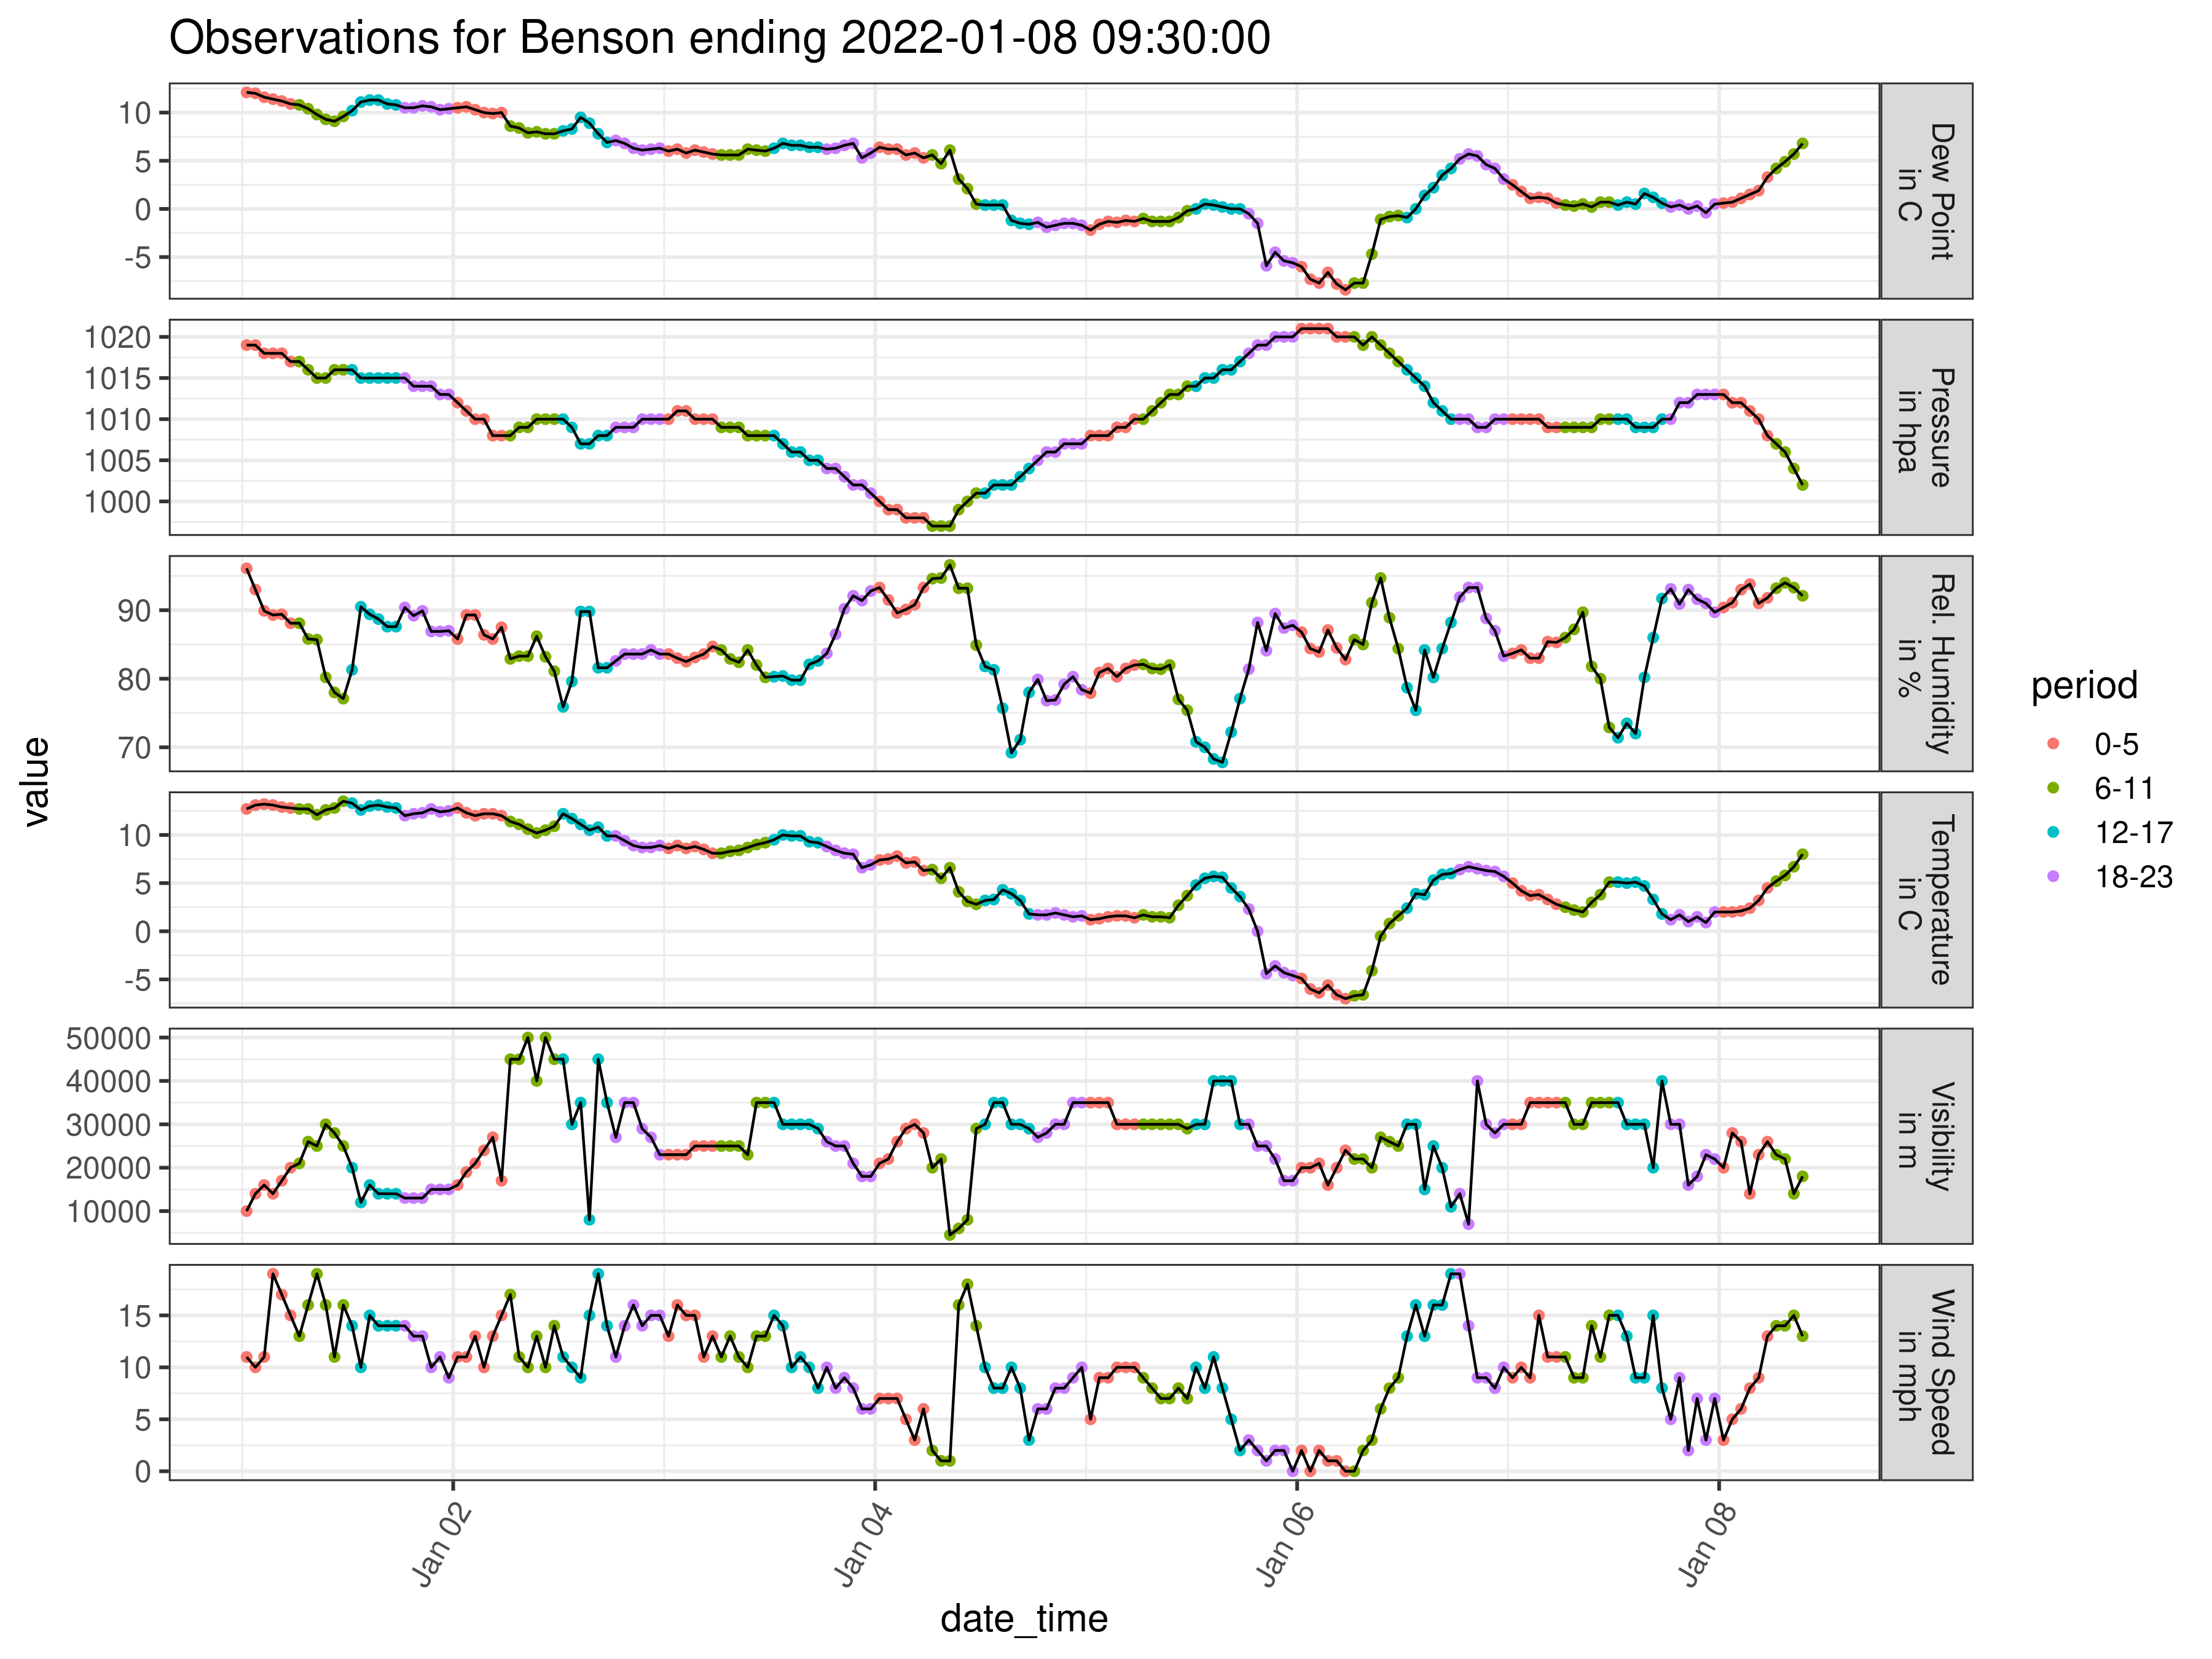 Observations for Benson ending 2022-01-08 09:30:00
10
5
0
-5
Dew Point
in C
1020
1015
1010
1005
1000
Pressure
in hpa
90
80
70
Rel. Humidity
in %
10
5
0
-5
Temperature
in C
50000
40000
30000
20000
10000
Visibility
in m
15
10
5
0
Wind Speed
in mph
value
Jan 02
Jan 04
Jan 06
Jan 08
date_time
period
0-5
6-11
12-17
18-23